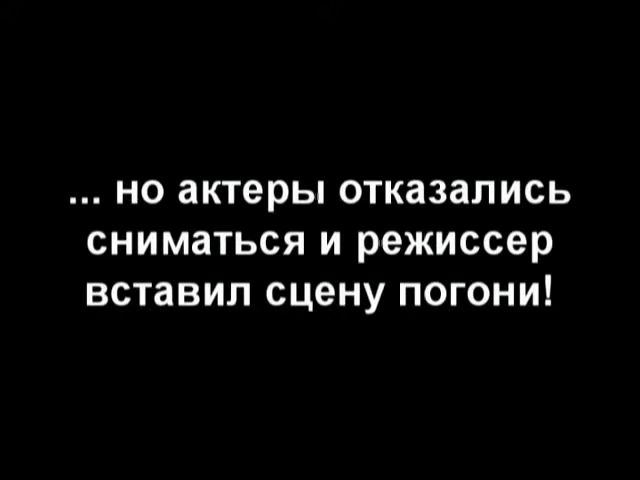 ... но актеры отказались
сниматься и режиссер
вставил сцену погони!